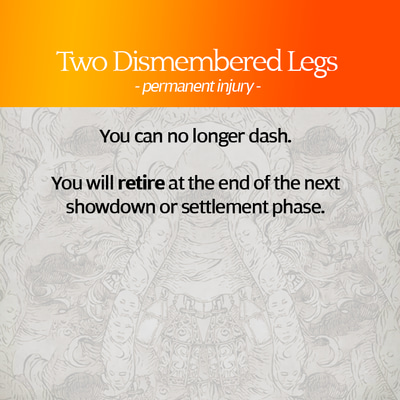 Two Dismembered Legs
- permanent injury -
You can no longer dash.
You will retire at the end of the next
showdown or settlement phase.